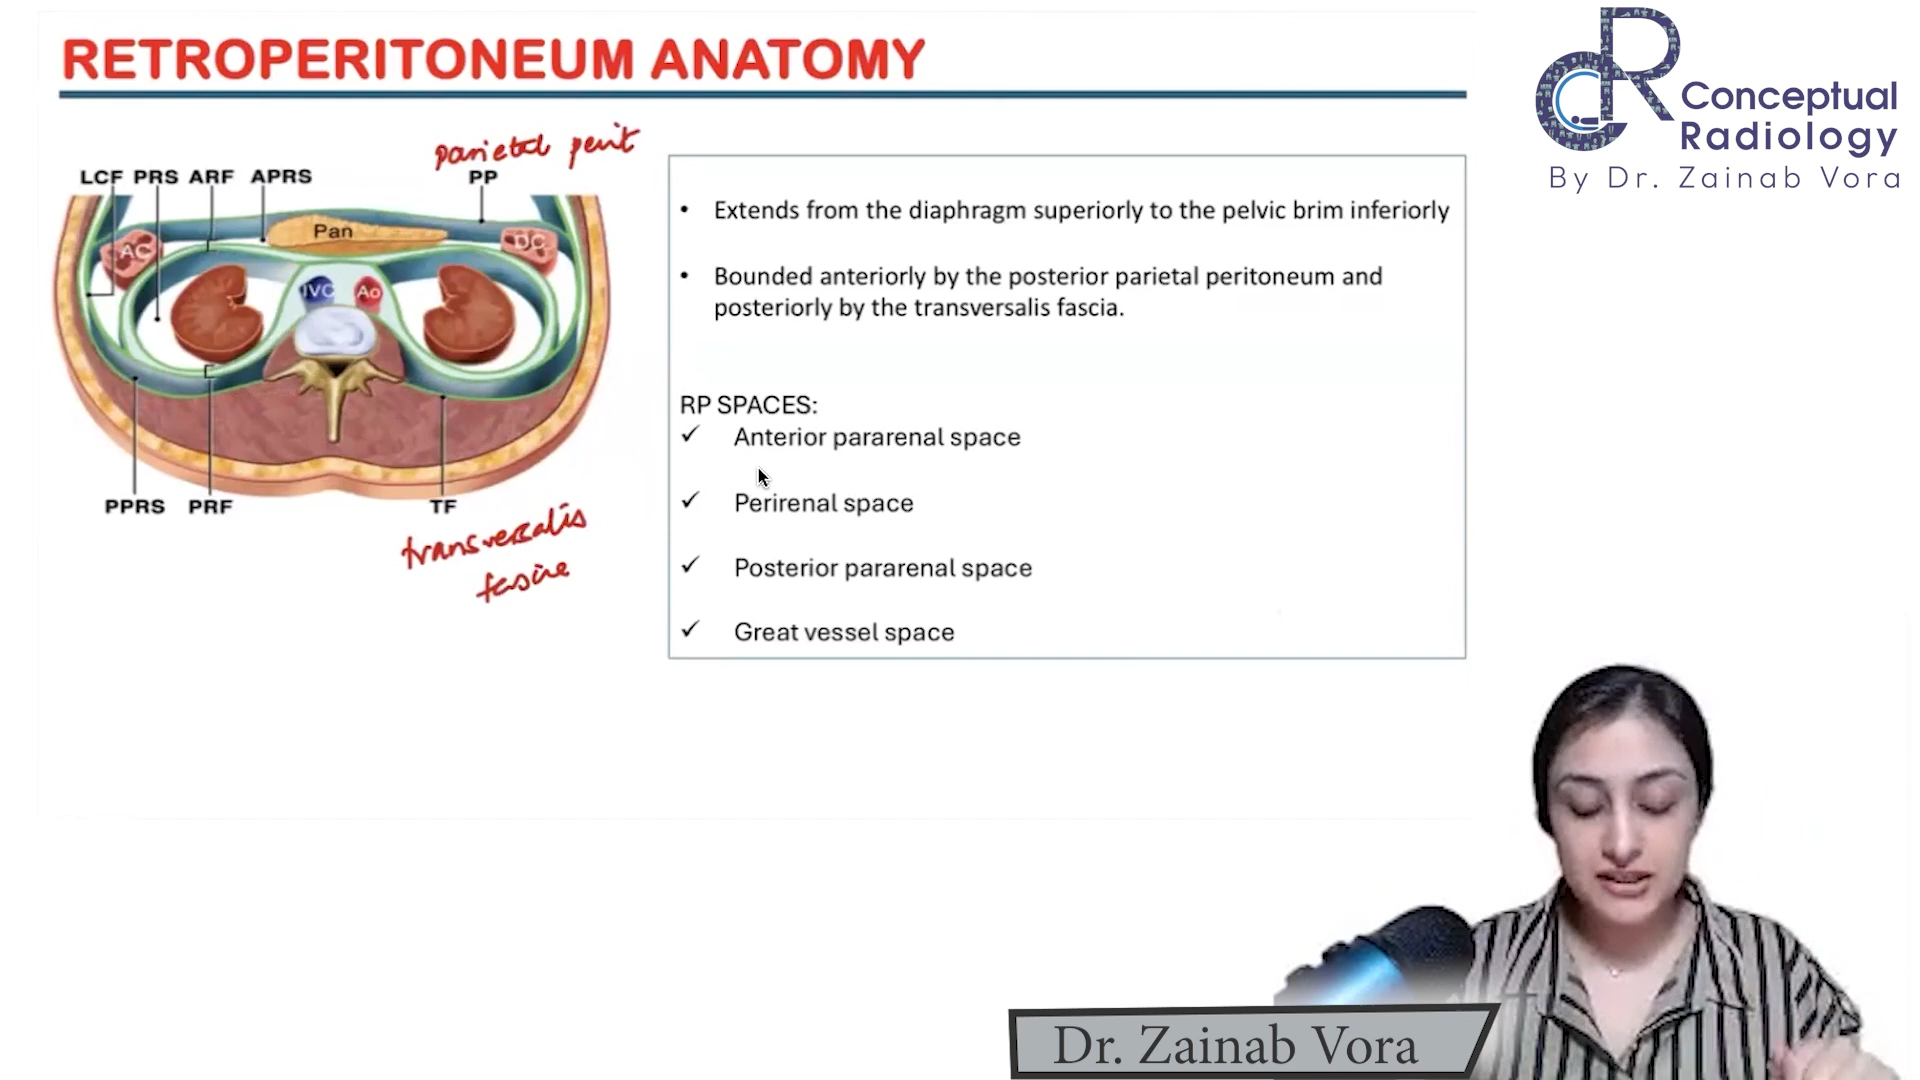 RETROPERITONEUM ANATOMY
Conceptual
Radiology
By Dr. Zainab Vora
parietal perit
LCF PRS ARF APRS PP
Pan
AC
DC
IVC Ao
PPRS PRF TF
transversalis
fascia
• Extends from the diaphragm superiorly to the pelvic brim inferiorly
• Bounded anteriorly by the posterior parietal peritoneum and
posteriorly by the transversalis fascia.
RP SPACES:
✓ Anterior pararenal space
✓ Perirenal space
✓ Posterior pararenal space
✓ Great vessel space
Dr. Zainab Vora